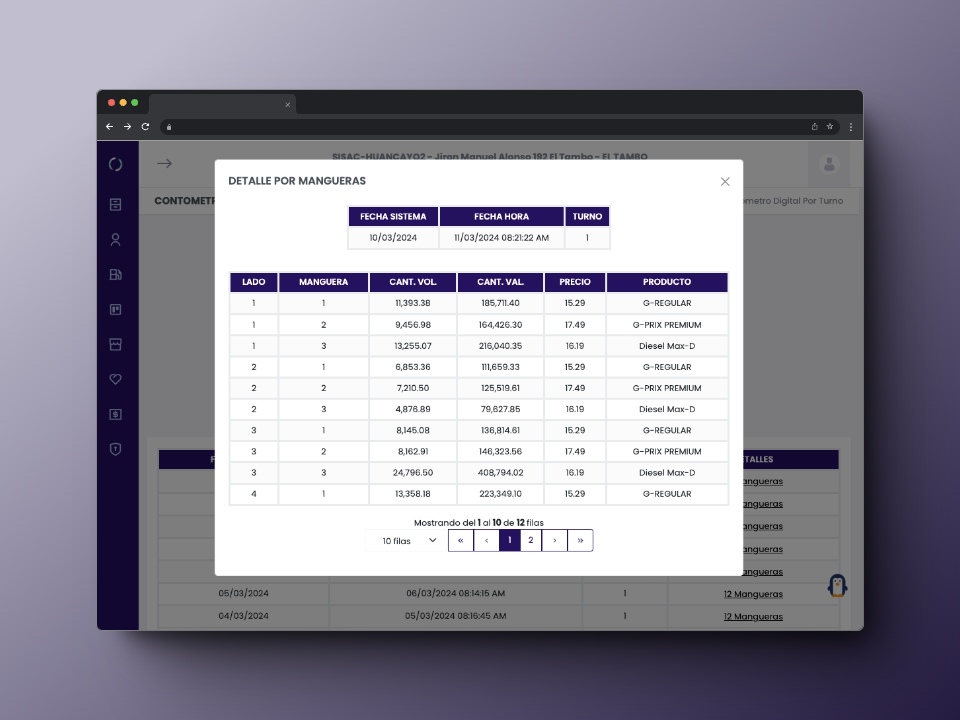 SISAC-HUANCAYO2 - Jiron Manuel Alonso 192 El Tambo - EL TAMBO
CONTOMETR
ometro Digital Por Turno
DETALLE POR MANGUERAS
FECHA SISTEMA FECHA HORA TURNO
10/03/2024 11/03/2024 08:21:22 AM 1
LADO MANGUERA CANT. VOL. CANT. VAL. PRECIO PRODUCTO
1 1 11,393.38 185,711.40 15.29 G-REGULAR
1 2 9,456.98 164,426.30 17.49 G-PRIX PREMIUM
1 3 13,255.07 216,040.35 16.19 Diesel Max-D
2 1 6,853.36 111,659.33 15.29 G-REGULAR
2 2 7,210.50 125,519.61 17.49 G-PRIX PREMIUM
2 3 4,876.89 79,627.85 16.19 Diesel Max-D
3 1 8,145.08 136,814.61 15.29 G-REGULAR
3 2 8,162.91 146,323.56 17.49 G-PRIX PREMIUM
3 3 24,796.50 408,794.02 16.19 Diesel Max-D
4 1 13,358.18 223,349.10 15.29 G-REGULAR
Mostrando del 1 al 10 de 12 filas
10 filas « ‹ 1 2 › »
F TALLES
angueras
angueras
angueras
angueras
angueras
05/03/2024 06/03/2024 08:14:15 AM 1 12 Mangueras
04/03/2024 05/03/2024 08:16:45 AM 1 12 Mangueras